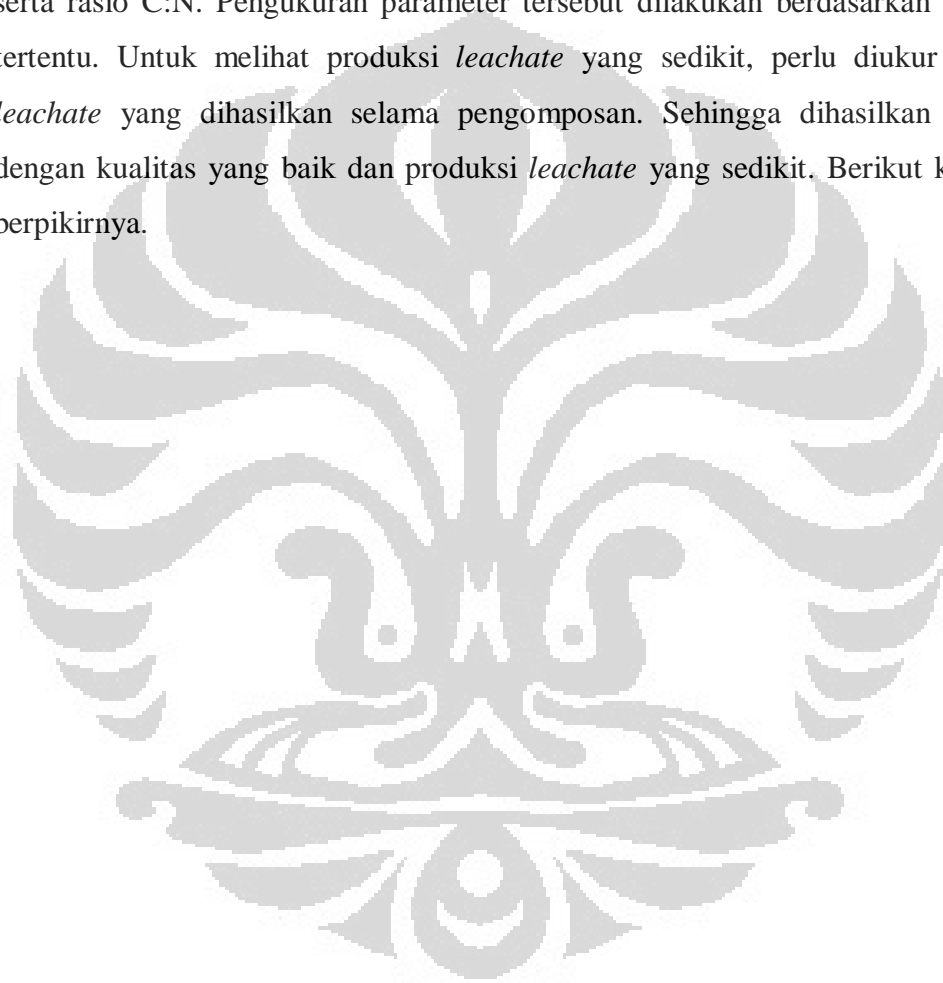 serta rasio C:N. Pengukuran parameter tersebut dilakukan berdasarkan
tertentu. Untuk melihat produksi leachate yang sedikit, perlu diukur
leachate yang dihasilkan selama pengomposan. Sehingga dihasilkan
dengan kualitas yang baik dan produksi leachate yang sedikit. Berikut k
berpikirnya.